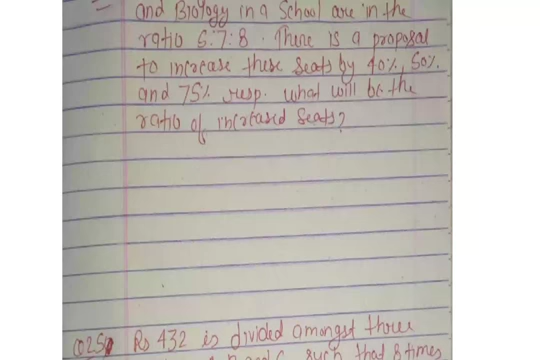 and Biology in a School are in the
ratio 5:7:8. There is a proposal
to increase these seats by 40%, 50%
and 75% resp. what will be the
ratio of increased seats?
Q25 Rs 432 is divided amongst three
such that 8 times